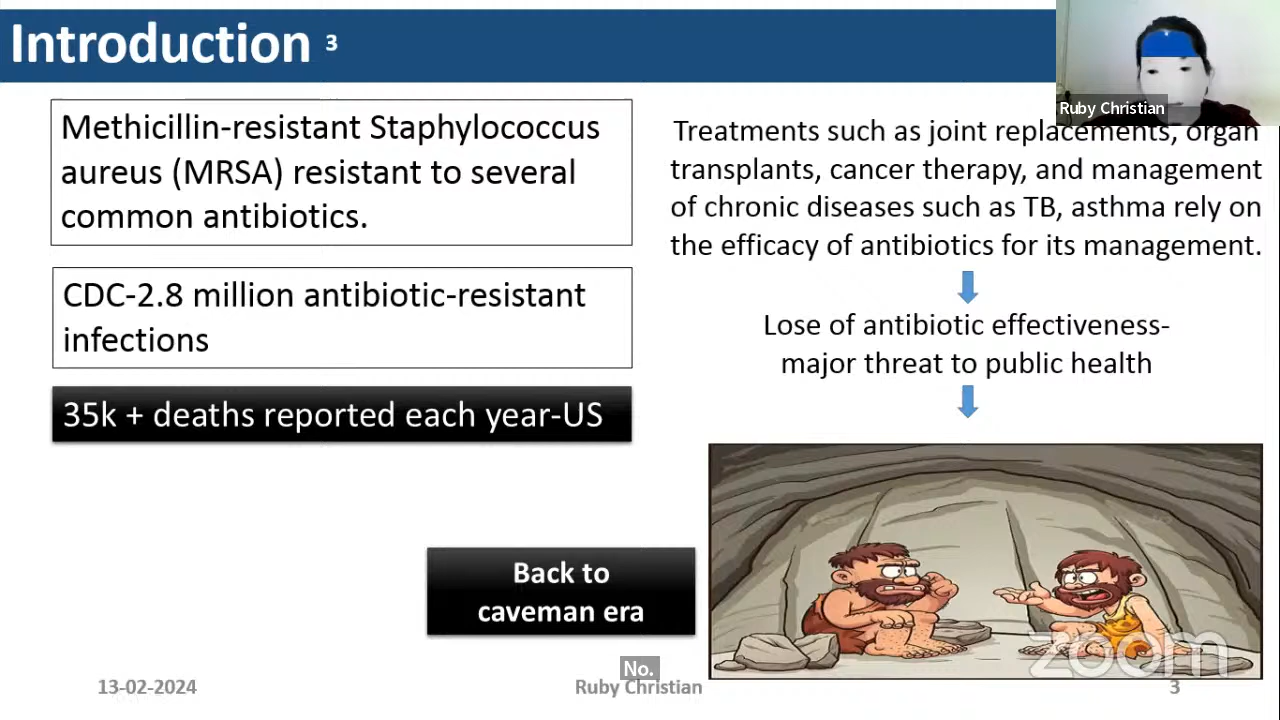 Introduction 3
Ruby Christian
Methicillin-resistant Staphylococcus
aureus (MRSA) resistant to several
common antibiotics.
CDC-2.8 million antibiotic-resistant
infections
35k + deaths reported each year-US
Treatments such as joint replacements, organ
transplants, cancer therapy, and management
of chronic diseases such as TB, asthma rely on
the efficacy of antibiotics for its management.
Lose of antibiotic effectiveness-
major threat to public health
Back to
caveman era
zoom
No.
13-02-2024
Ruby Christian
3